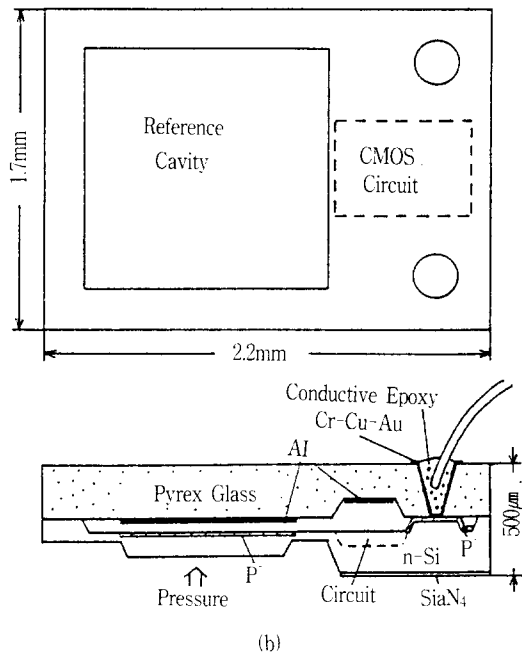 Reference
Cavity
CMOS
Circuit
1.7mm
2.2mm
Conductive Epoxy
Cr-Cu-Au
Al
Pyrex Glass
500μm
P
P
n-Si
Pressure
Circuit
SiaN₄
(b)